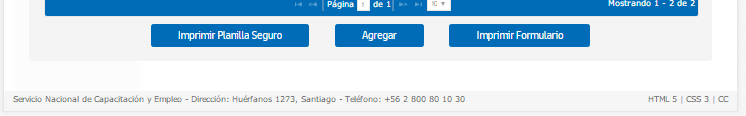 Página 1 de 1 Mostrando 1 - 2 de 2
Imprimir Planilla Seguro Agregar Imprimir Formulario
Servicio Nacional de Capacitación y Empleo - Dirección: Huérfanos 1273, Santiago - Teléfono: +56 2 800 80 10 30 HTML 5 | CSS 3 | CC